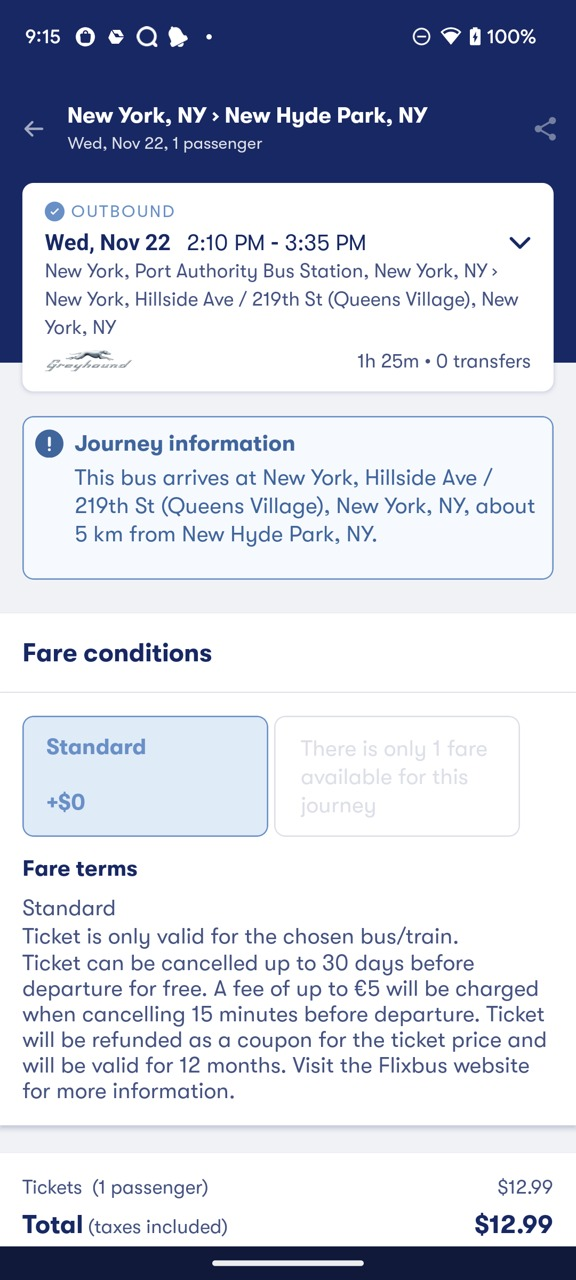 9:15
100%
New York, NY › New Hyde Park, NY
Wed, Nov 22, 1 passenger
OUTBOUND
Wed, Nov 22 2:10 PM - 3:35 PM
New York, Port Authority Bus Station, New York, NY ›
New York, Hillside Ave / 219th St (Queens Village), New
York, NY
Greyhound
1h 25m • 0 transfers
Journey information
This bus arrives at New York, Hillside Ave /
219th St (Queens Village), New York, NY, about
5 km from New Hyde Park, NY.
Fare conditions
Standard
+$0
There is only 1 fare
available for this
journey
Fare terms
Standard
Ticket is only valid for the chosen bus/train.
Ticket can be cancelled up to 30 days before
departure for free. A fee of up to €5 will be charged
when cancelling 15 minutes before departure. Ticket
will be refunded as a coupon for the ticket price and
will be valid for 12 months. Visit the Flixbus website
for more information.
Tickets (1 passenger) $12.99
Total (taxes included) $12.99